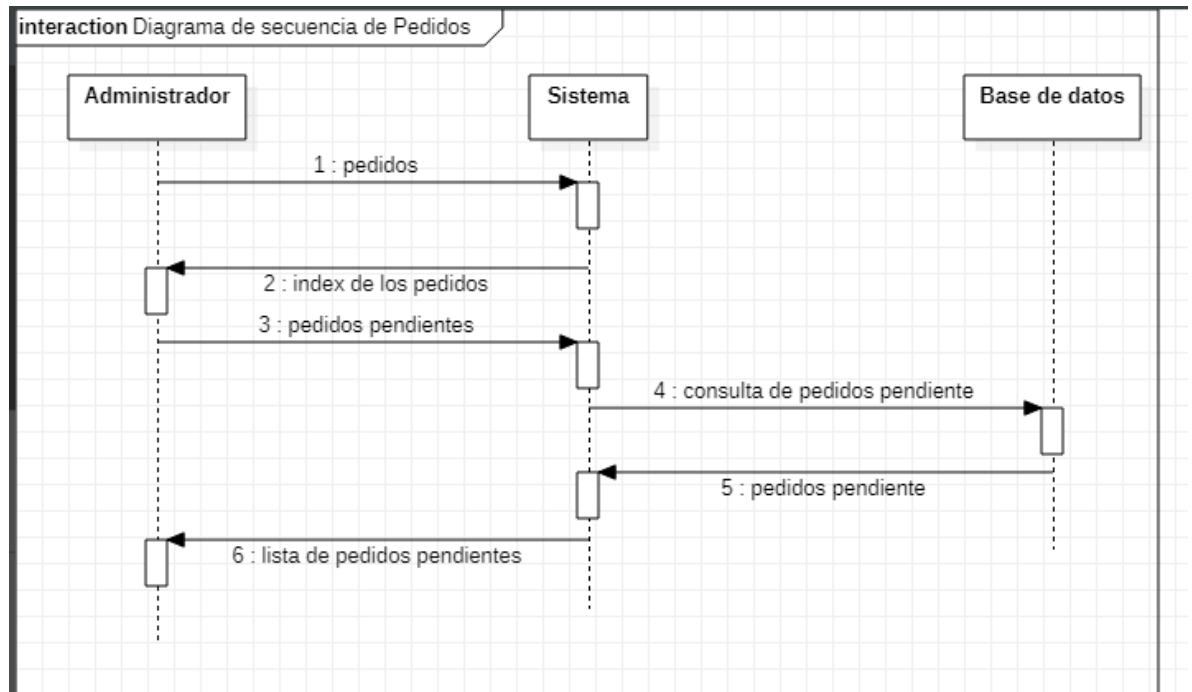 interaction Diagrama de secuencia de Pedidos
Administrador
Sistema
Base de datos
1 : pedidos
2 : index de los pedidos
3 : pedidos pendientes
4 : consulta de pedidos pendiente
5 : pedidos pendiente
6 : lista de pedidos pendientes